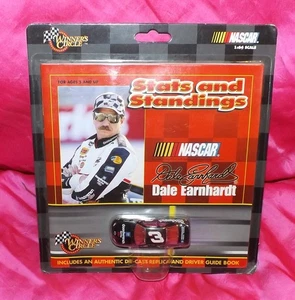 WINNER'S CIRCLE
NASCAR
1:64 SCALE
FOR AGES 3 AND UP
Stats and
Standings
NASCAR
Dale Earnhardt
Dale Earnhardt
3
WINNER'S CIRCLE
INCLUDES AN AUTHENTIC DIE-CAST REPLICA AND DRIVER GUIDE BOOK